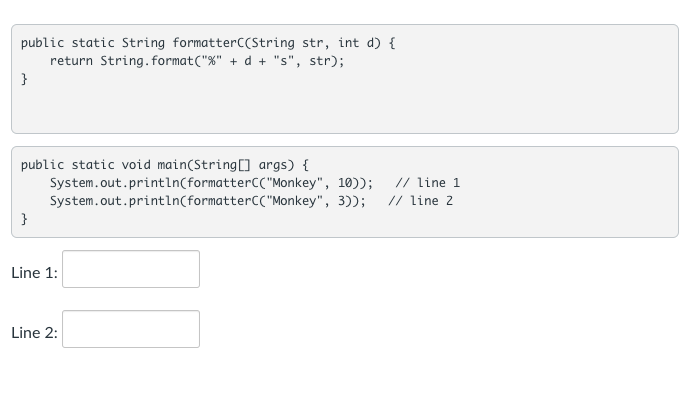 public static String formatterC(String str, int d) {
    return String.format("%" + d + "s", str);
}
public static void main(String[] args) {
    System.out.println(formatterC("Monkey", 10));   // line 1
    System.out.println(formatterC("Monkey", 3));   // line 2
}
Line 1:
Line 2: